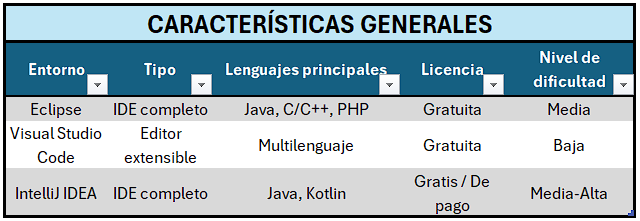 CARACTERÍSTICAS GENERALES
Entorno Tipo Lenguajes principales Licencia Nivel de dificultad
Eclipse IDE completo Java, C/C++, PHP Gratuita Media
Visual Studio Code Editor extensible Multilenguaje Gratuita Baja
IntelliJ IDEA IDE completo Java, Kotlin Gratis / De pago Media-Alta